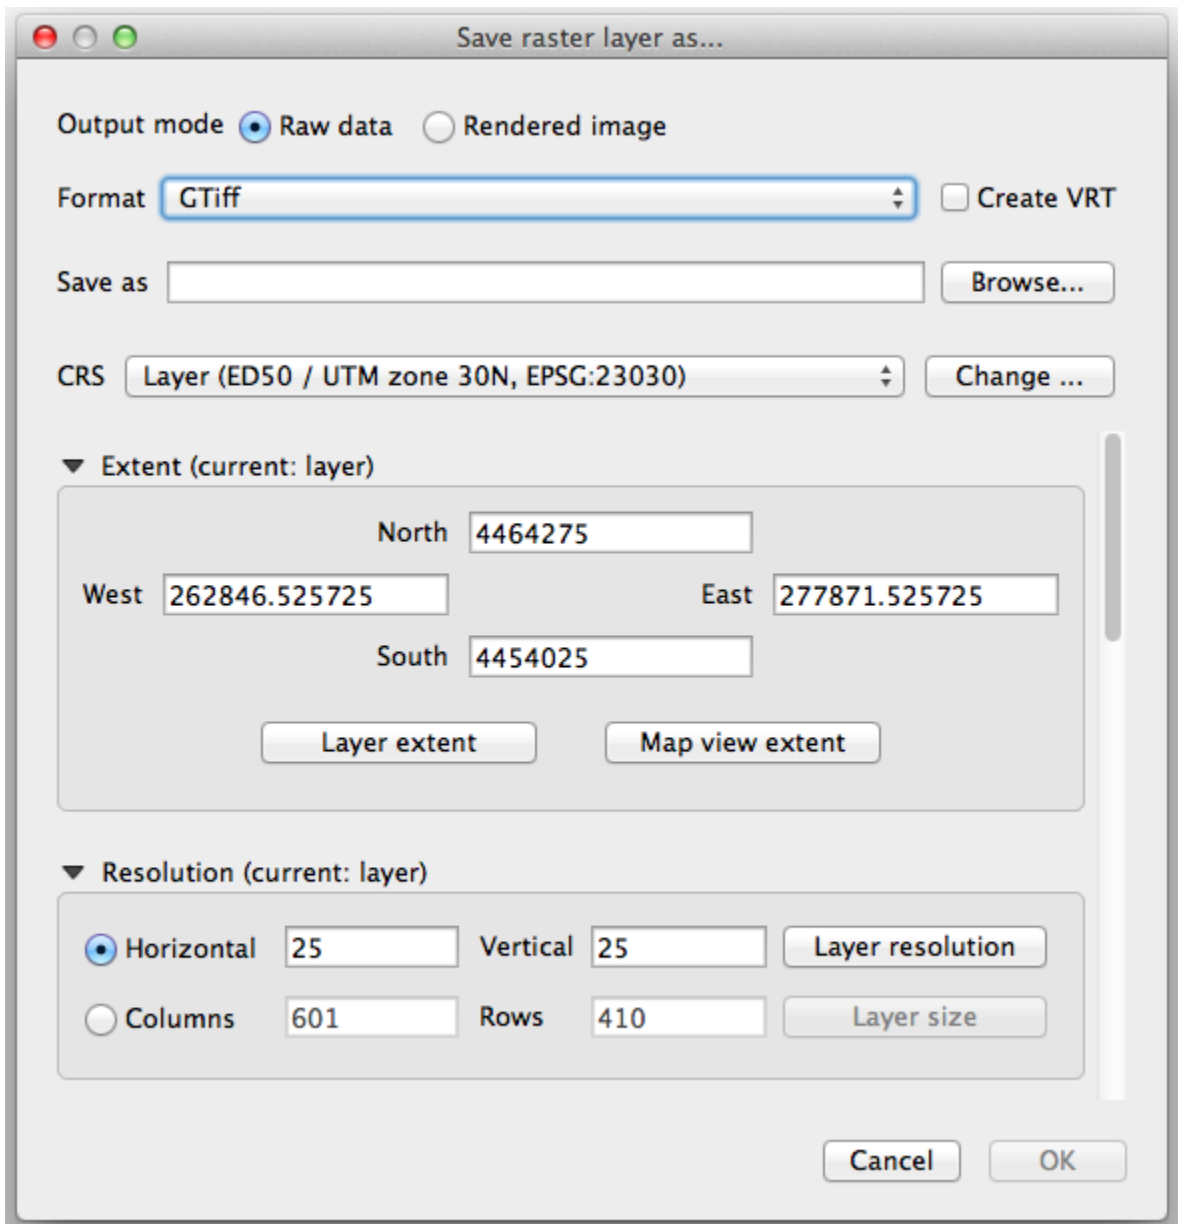 Save raster layer as...
Output mode Raw data Rendered image
Format GTiff Create VRT
Save as Browse...
CRS Layer (ED50 / UTM zone 30N, EPSG:23030) Change ...
Extent (current: layer)
North 4464275
West 262846.525725 East 277871.525725
South 4454025
Layer extent Map view extent
Resolution (current: layer)
Horizontal 25 Vertical 25 Layer resolution
Columns 601 Rows 410 Layer size
Cancel OK